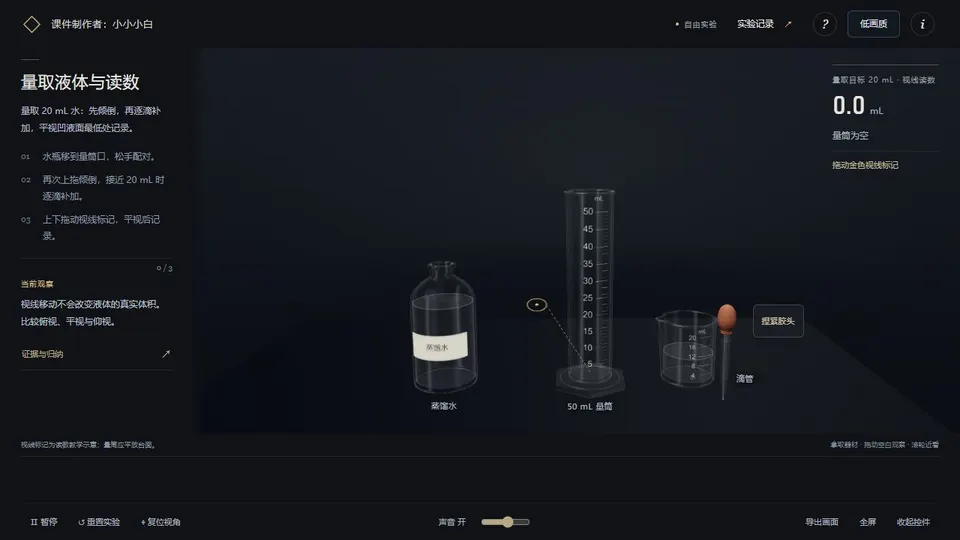 课件制作者：小小小白
自由实验
实验记录 ↗
?
低画质
i
量取液体与读数
量取 20 mL 水：先倾倒，再逐滴补
加，平视凹液面最低处记录。
01 水瓶移到量筒口，松手配对。
02 再次上拖倾倒，接近 20 mL 时
逐滴补加。
03 上下拖动视线标记，平视后记
录。
0 / 3
当前观察
视线移动不会改变液体的真实体积。
比较俯视、平视与仰视。
证据与归纳 ↗
量取目标 20 mL · 视线读数
0.0 mL
量筒为空
拖动金色视线标记
mL
50
45
40
35
30
25
20
15
10
5
蒸馏水
mL
20
16
12
8
4
捏紧胶头
滴管
蒸馏水
50 mL 量筒
视线标记为读数教学示意；量筒应平放台面。
拿取器材 · 拖动空白观察 · 滚轮近看
暂停
↺ 重置实验
复位视角
声音 开
导出画面
全屏
收起控件